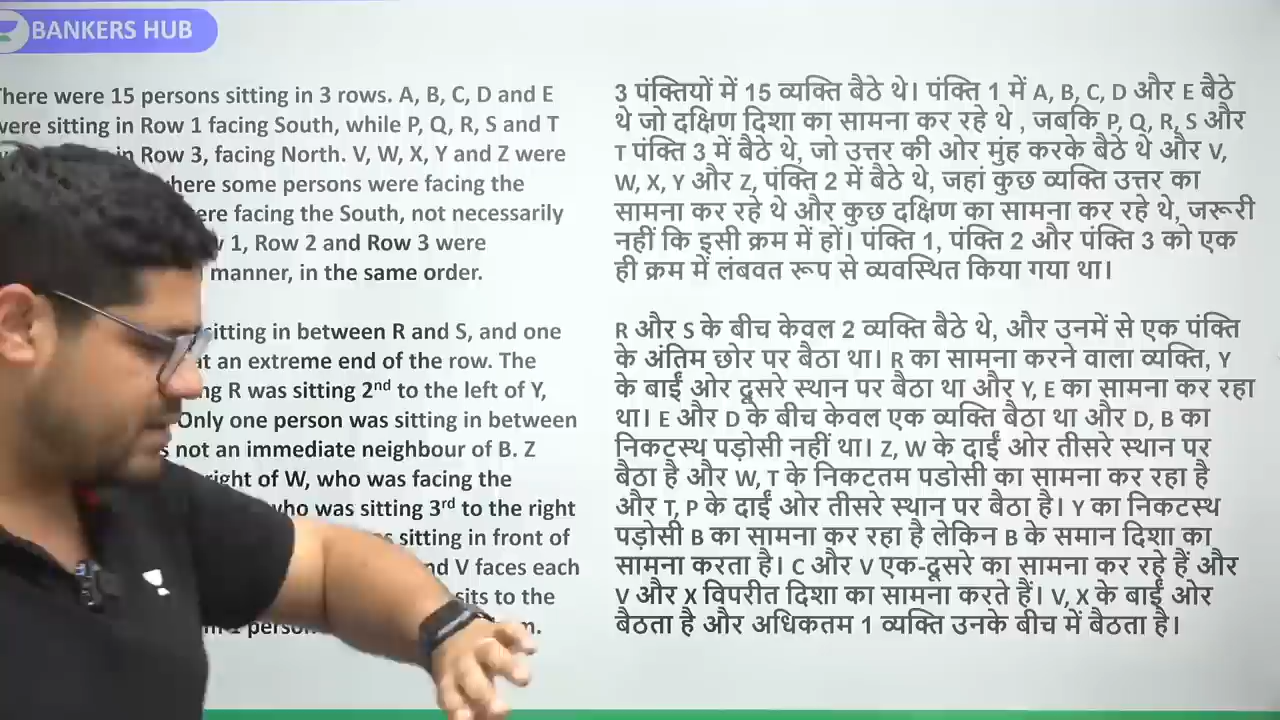 BANKERS HUB
here were 15 persons sitting in 3 rows. A, B, C, D and E
were sitting in Row 1 facing South, while P, Q, R, S and T
in Row 3, facing North. V, W, X, Y and Z were
here some persons were facing the
ere facing the South, not necessarily
1, Row 2 and Row 3 were
manner, in the same order.
sitting in between R and S, and one
at an extreme end of the row. The
ng R was sitting 2nd to the left of Y,
Only one person was sitting in between
not an immediate neighbour of B. Z
right of W, who was facing the
who was sitting 3rd to the right
sitting in front of
nd V faces each
sits to the
person
3 पंक्तियों में 15 व्यक्ति बैठे थे। पंक्ति 1 में A, B, C, D और E बैठे
थे जो दक्षिण दिशा का सामना कर रहे थे , जबकि P, Q, R, S और
T पंक्ति 3 में बैठे थे, जो उत्तर की ओर मुंह करके बैठे थे और V,
W, X, Y और Z, पंक्ति 2 में बैठे थे, जहां कुछ व्यक्ति उत्तर का
सामना कर रहे थे और कुछ दक्षिण का सामना कर रहे थे, जरूरी
नहीं कि इसी क्रम में हों। पंक्ति 1, पंक्ति 2 और पंक्ति 3 को एक
ही क्रम में लंबवत रूप से व्यवस्थित किया गया था।
R और S के बीच केवल 2 व्यक्ति बैठे थे, और उनमें से एक पंक्ति
के अंतिम छोर पर बैठा था। R का सामना करने वाला व्यक्ति, Y
के बाईं ओर दूसरे स्थान पर बैठा था और Y, E का सामना कर रहा
था। E और D के बीच केवल एक व्यक्ति बैठा था और D, B का
निकटस्थ पड़ोसी नहीं था। Z, W के दाईं ओर तीसरे स्थान पर
बैठा है और W, T के निकटतम पडोसी का सामना कर रहा है
और T, P के दाईं ओर तीसरे स्थान पर बैठा है। Y का निकटस्थ
पड़ोसी B का सामना कर रहा है लेकिन B के समान दिशा का
सामना करता है। C और V एक-दूसरे का सामना कर रहे हैं और
V और X विपरीत दिशा का सामना करते हैं। V, X के बाईं ओर
बैठता है और अधिकतम 1 व्यक्ति उनके बीच में बैठता है।